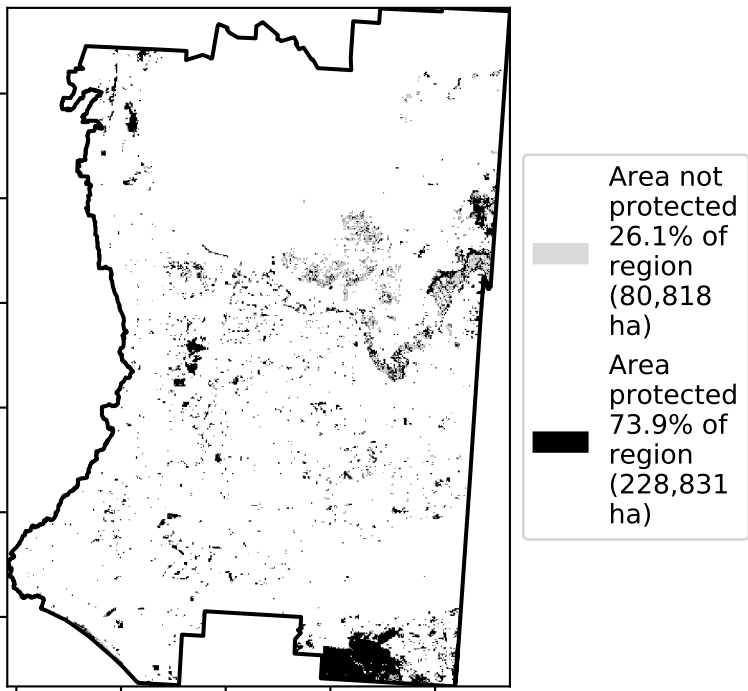 Area not
protected
26.1% of
region
(80,818
ha)
Area
protected
73.9% of
region
(228,831
ha)